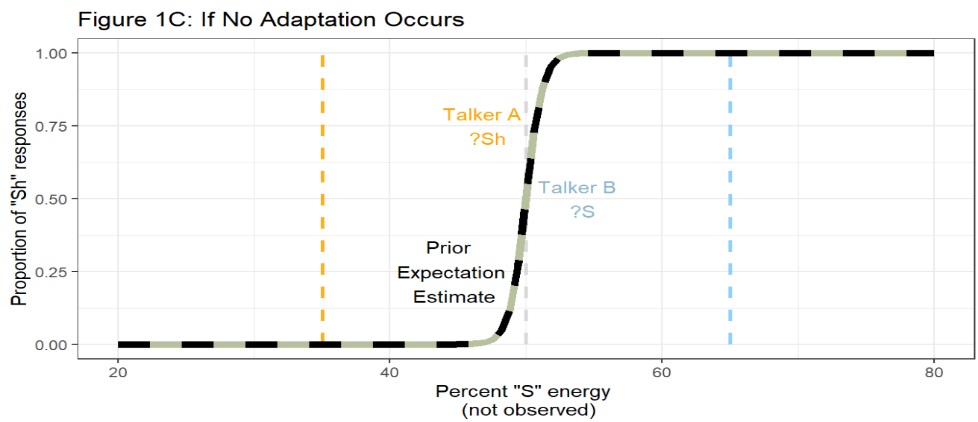 Figure 1C: If No Adaptation Occurs
Proportion of "Sh" responses
1.00
0.75
0.50
0.25
0.00
Talker A
?Sh
Talker B
?S
Prior
Expectation
Estimate
20
40
60
80
Percent "S" energy
(not observed)